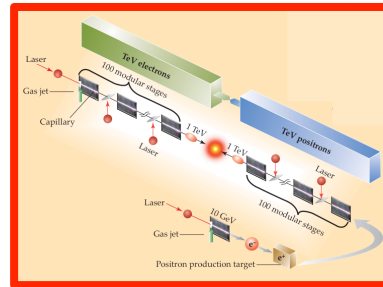 TeV electrons
Laser
100 modular stages
Gas jet
Capillary
TeV positrons
1 TeV
1 TeV
Laser
Laser
100 modular stages
Laser
10 GeV
Gas jet
e⁻
e⁺
Positron production target